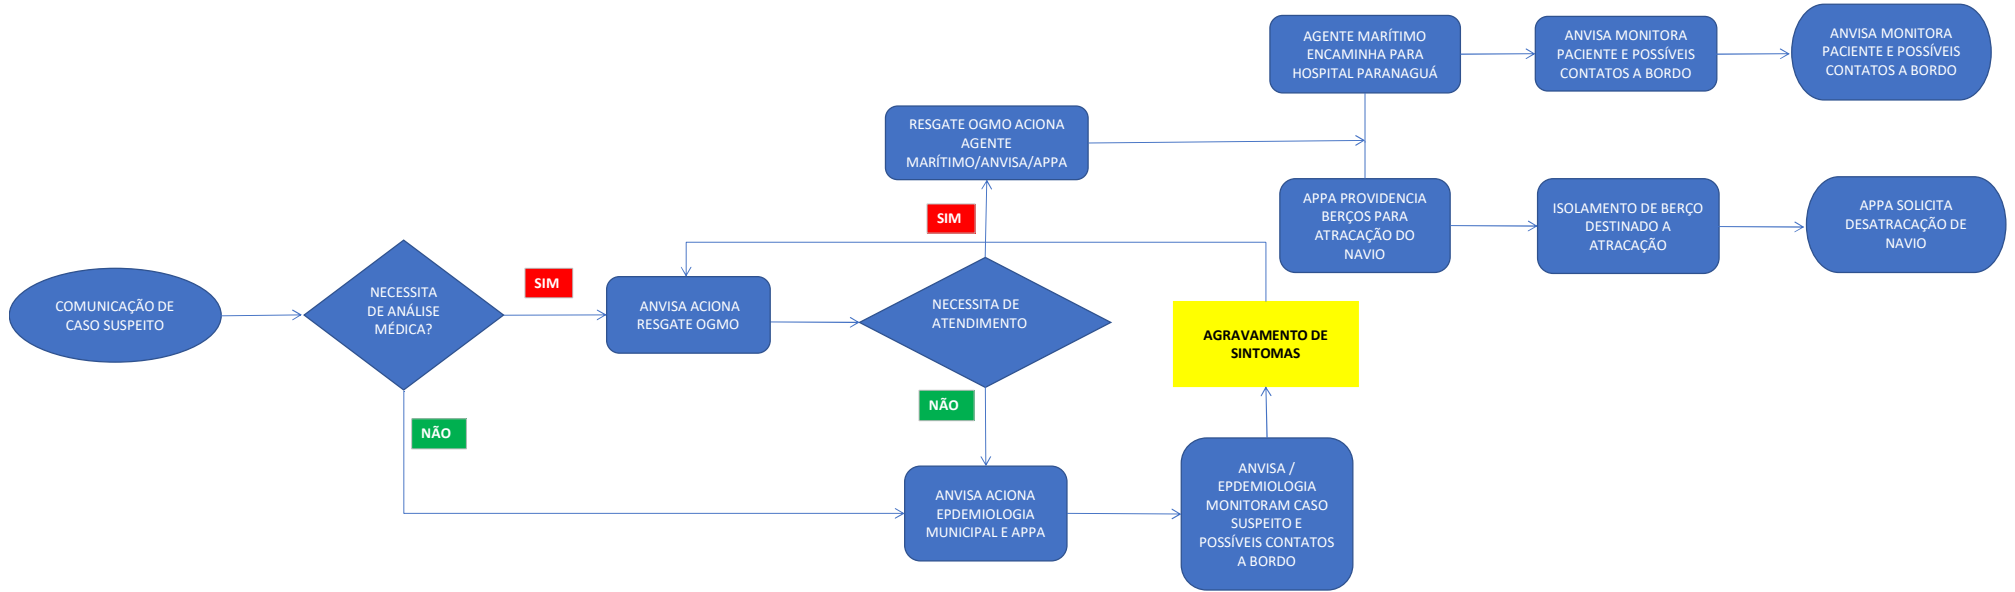 COMUNICAÇÃO DE
CASO SUSPEITO
NECESSITA
DE ANÁLISE
MÉDICA?
SIM
NÃO
ANVISA ACIONA
RESGATE OGMO
NECESSITA DE
ATENDIMENTO
SIM
NÃO
RESGATE OGMO ACIONA
AGENTE
MARÍTIMO/ANVISA/APPA
AGENTE MARÍTIMO
ENCAMINHA PARA
HOSPITAL PARANAGUÁ
ANVISA MONITORA
PACIENTE E POSSÍVEIS
CONTATOS A BORDO
ANVISA MONITORA
PACIENTE E POSSÍVEIS
CONTATOS A BORDO
APPA PROVIDENCIA
BERÇOS PARA
ATRACAÇÃO DO
NAVIO
ISOLAMENTO DE BERÇO
DESTINADO A
ATRACAÇÃO
APPA SOLICITA
DESATRACAÇÃO DE
NAVIO
ANVISA ACIONA
EPDEMIOLOGIA
MUNICIPAL E APPA
ANVISA /
EPDEMIOLOGIA
MONITORAM CASO
SUSPEITO E
POSSÍVEIS CONTATOS
A BORDO
AGRAVAMENTO DE
SINTOMAS